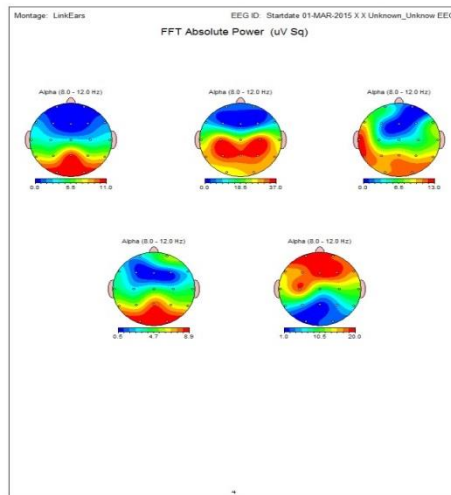 Montage: LinkEars EEG ID: Startdate 01-MAR-2015 X X Unknown_Unknow EEG
FFT Absolute Power (uV Sq)
Alpha (8.0 - 12.0 Hz) Alpha (8.0 - 12.0 Hz) Alpha (8.0 - 12.0 Hz)
0.0 5.5 11.0 0.0 18.5 37.0 0.0 6.5 13.0
Alpha (8.0 - 12.0 Hz) Alpha (8.0 - 12.0 Hz)
0.5 4.7 8.9 1.0 10.5 20.0